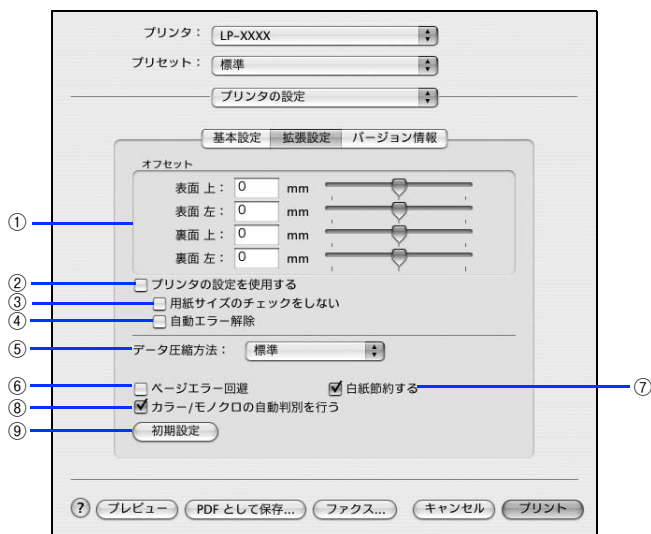 プリンタ： LP-XXXX
プリセット： 標準
プリンタの設定
基本設定 拡張設定 バージョン情報
オフセット
表面 上： 0 mm
① 表面 左： 0 mm
裏面 上： 0 mm
裏面 左： 0 mm
② プリンタの設定を使用する
③ 用紙サイズのチェックをしない
④ 自動エラー解除
⑤ データ圧縮方法： 標準
⑥ ページエラー回避 白紙節約する ⑦
⑧ カラー/モノクロの自動判別を行う
⑨ 初期設定
? プレビュー PDF として保存... ファクス... キャンセル プリント